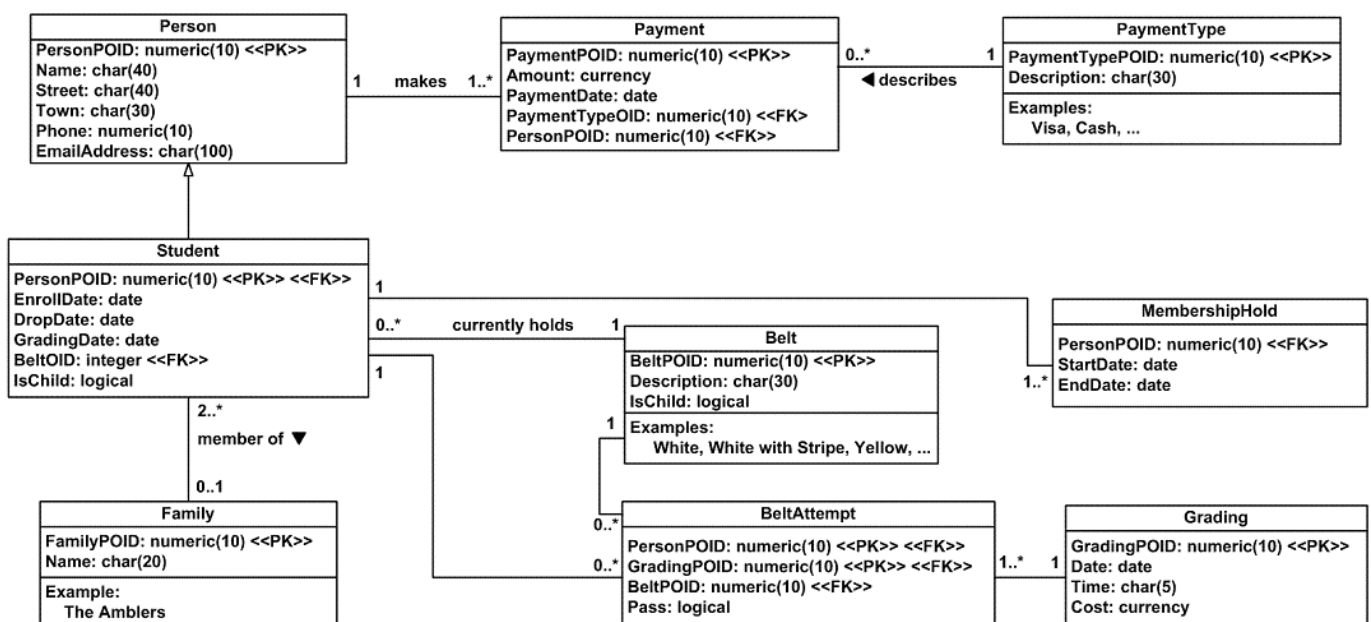 Person
PersonPOID: numeric(10) <<PK>>
Name: char(40)
Street: char(40)
Town: char(30)
Phone: numeric(10)
EmailAddress: char(100)
1 makes 1..*
Payment
PaymentPOID: numeric(10) <<PK>>
Amount: currency
PaymentDate: date
PaymentTypeOID: numeric(10) <<FK>
PersonPOID: numeric(10) <<FK>>
0..* 1
◀ describes
PaymentType
PaymentTypePOID: numeric(10) <<PK>>
Description: char(30)
Examples:
Visa, Cash, ...
Student
PersonPOID: numeric(10) <<PK>> <<FK>>
EnrollDate: date
DropDate: date
GradingDate: date
BeltOID: integer <<FK>>
IsChild: logical
1
0..* currently holds 1
1
MembershipHold
PersonPOID: numeric(10) <<FK>>
StartDate: date
EndDate: date
1..*
Belt
BeltPOID: numeric(10) <<PK>>
Description: char(30)
IsChild: logical
Examples:
White, White with Stripe, Yellow, ...
1
0..*
2..*
member of ▼
0..1
Family
FamilyPOID: numeric(10) <<PK>>
Name: char(20)
Example:
The Amblers
0..*
BeltAttempt
PersonPOID: numeric(10) <<PK>> <<FK>>
GradingPOID: numeric(10) <<PK>> <<FK>>
BeltPOID: numeric(10) <<FK>>
Pass: logical
1..* 1
Grading
GradingPOID: numeric(10) <<PK>>
Date: date
Time: char(5)
Cost: currency